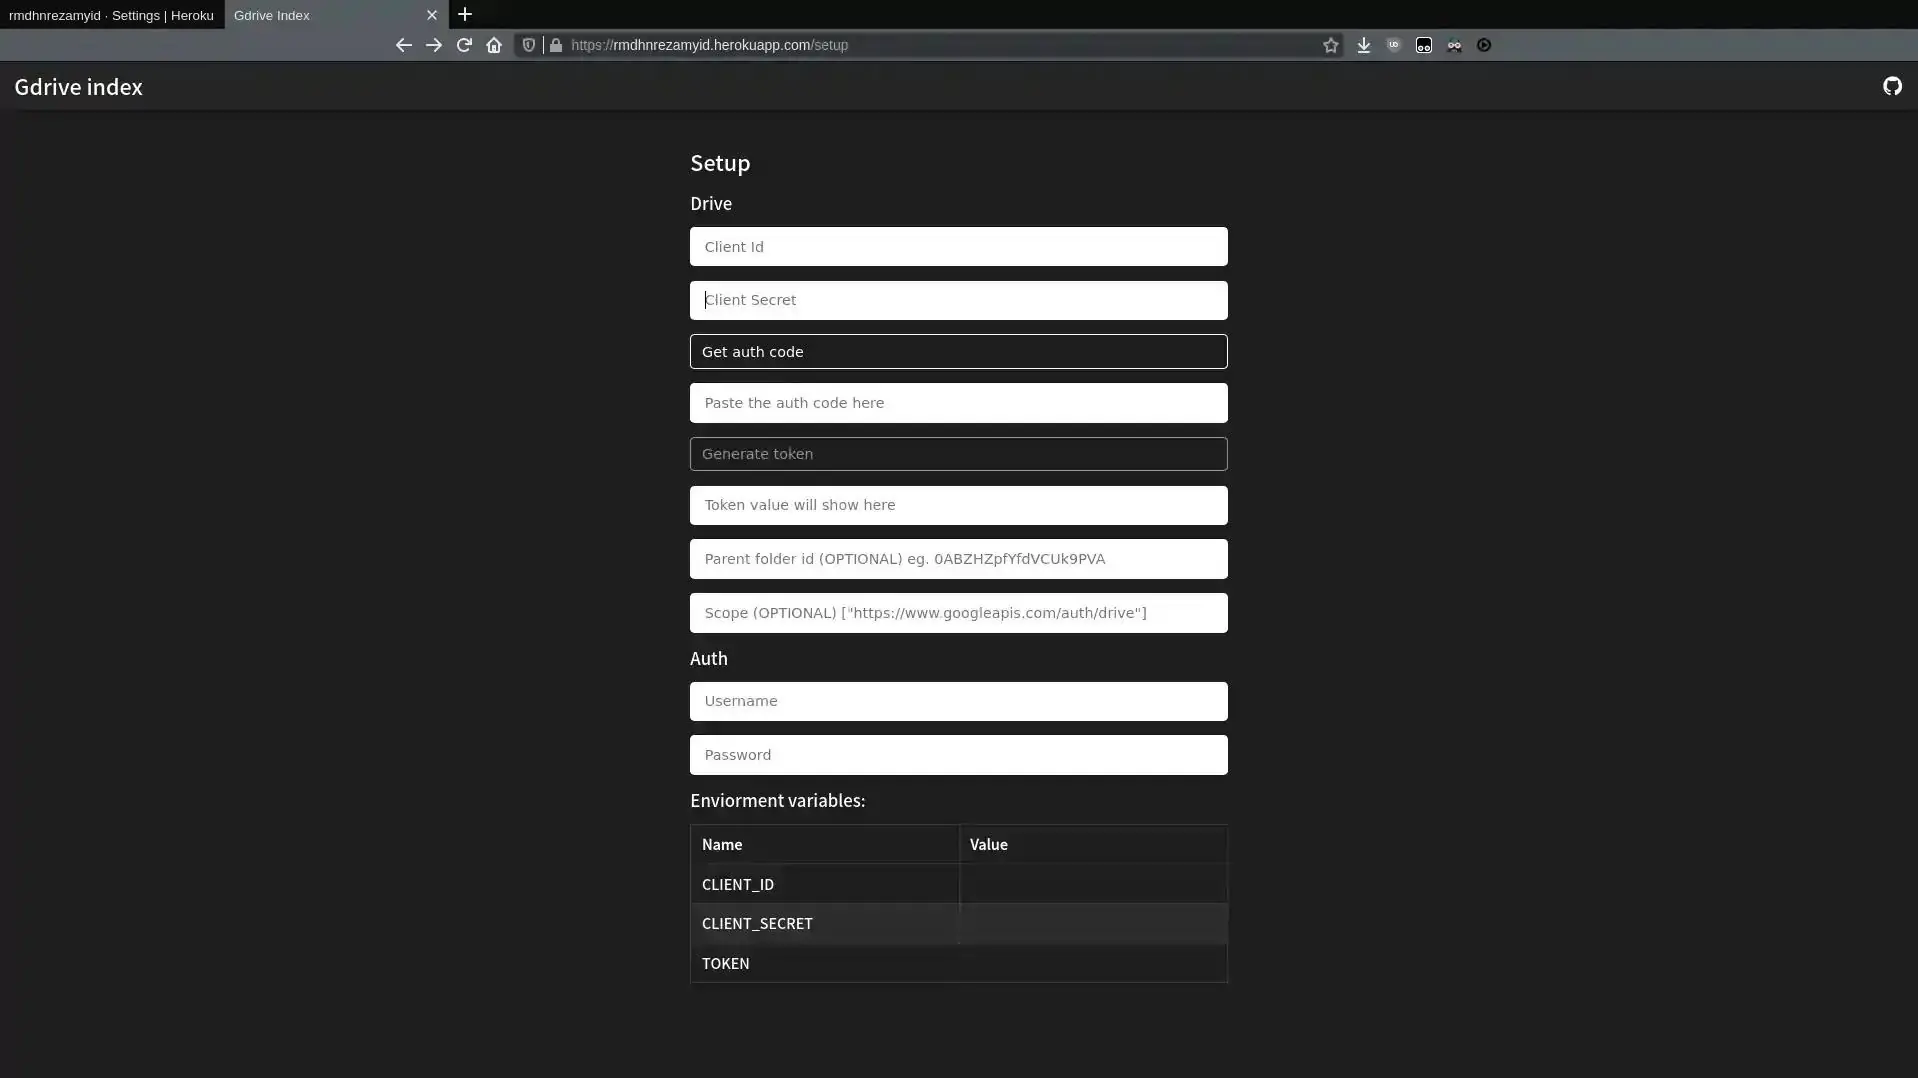 rmdhnrezamyid · Settings | Heroku
Gdrive Index
https://rmdhnrezamyid.herokuapp.com/setup
Gdrive index
Setup
Drive
Client Id
Client Secret
Get auth code
Paste the auth code here
Generate token
Token value will show here
Parent folder id (OPTIONAL) eg. 0ABZHZpfYfdVCUk9PVA
Scope (OPTIONAL) ["https://www.googleapis.com/auth/drive"]
Auth
Username
Password
Enviorment variables:
Name Value
CLIENT_ID
CLIENT_SECRET
TOKEN